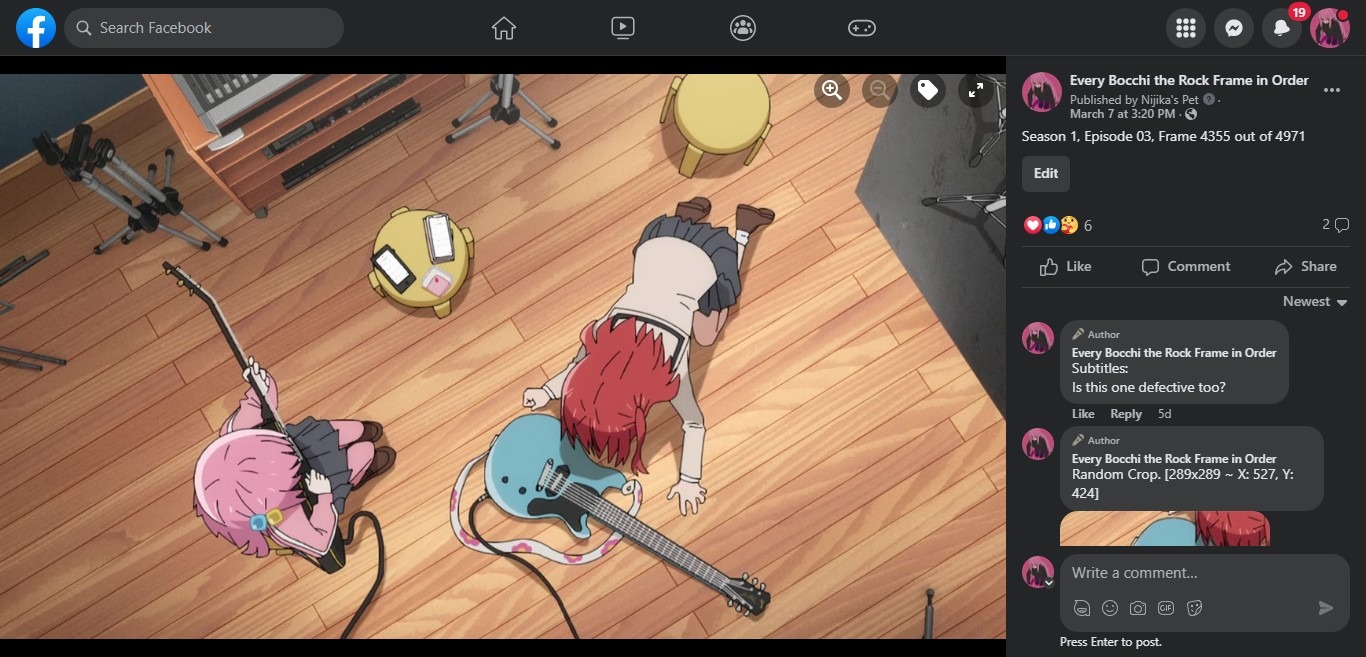 Search Facebook
19
Every Bocchi the Rock Frame in Order
Published by Nijika's Pet ·
March 7 at 3:20 PM ·
Season 1, Episode 03, Frame 4355 out of 4971
Edit
6
2
Like
Comment
Share
Newest
Author
Every Bocchi the Rock Frame in Order
Subtitles:
Is this one defective too?
Like Reply 5d
Author
Every Bocchi the Rock Frame in Order
Random Crop. [289x289 ~ X: 527, Y:
424]
Write a comment...
GIF
Press Enter to post.